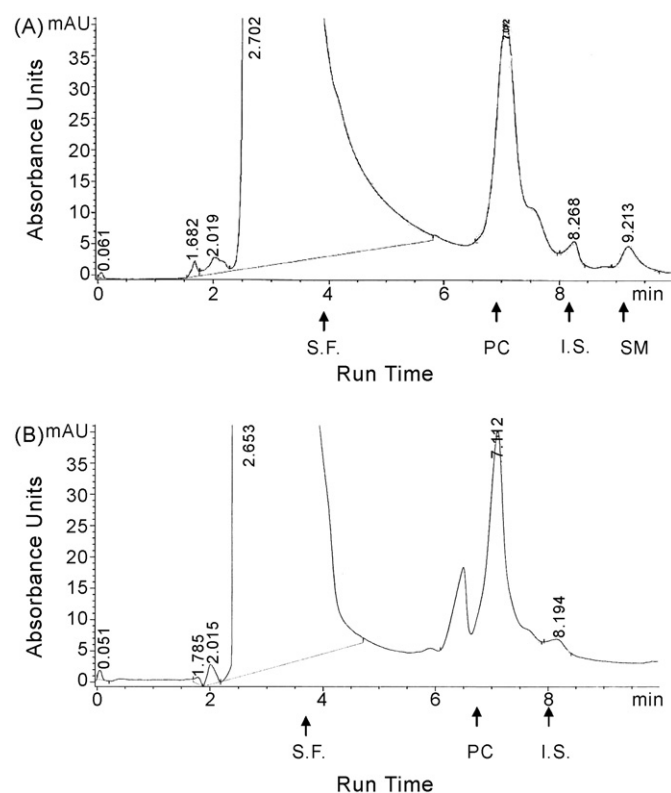 (A) mAU
Absorbance Units
35
30
25
20
15
10
5
0
0.061
1.682
2.019
2.702
8.268
9.213
0 2 4 6 8 min
S.F. PC I.S. SM
Run Time
(B) mAU
Absorbance Units
35
30
25
20
15
10
5
0
0.051
1.785
2.015
2.653
7.112
8.194
0 2 4 6 8 min
S.F. PC I.S.
Run Time